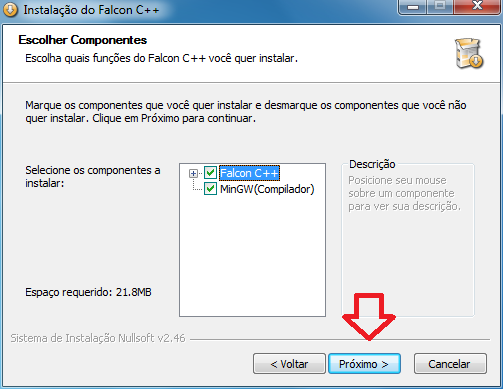 Instalação do Falcon C++
Escolher Componentes
Escolha quais funções do Falcon C++ você quer instalar.
Marque os componentes que você quer instalar e desmarque os componentes que você não
quer instalar. Clique em Próximo para continuar.
Selecione os componentes a
instalar:
Falcon C++
MinGW(Compilador)
Descrição
Posicione seu mouse
sobre um componente
para ver sua descrição.
Espaço requerido: 21.8MB
Sistema de Instalação Nullsoft v2.46
< Voltar
Próximo >
Cancelar